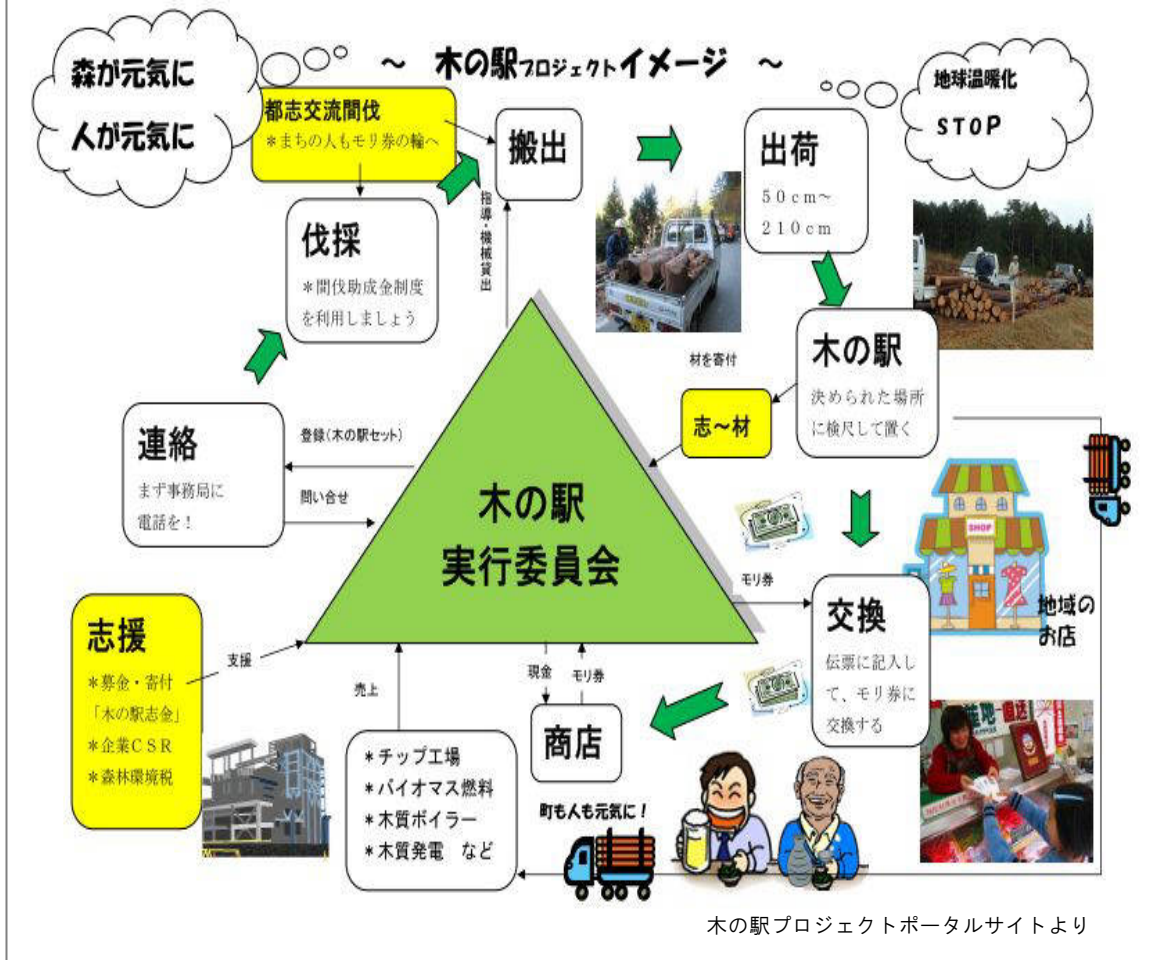 ～ 木の駅プロジェクトイメージ ～
森が元気に
人が元気に
地球温暖化
STOP
都志交流間伐
＊まちの人もモリ券の輪へ
搬出
出荷
５０ｃｍ～
２１０ｃｍ
伐採
＊間伐助成金制度
を利用しましょう
指導・機械貸出
木の駅
決められた場所
に検尺して置く
材を寄付
志～材
連絡
まず事務局に
電話を！
登録（木の駅セット）
問い合せ
木の駅
実行委員会
SHOP
地域の
お店
モリ券
交換
伝票に記入し
て、モリ券に
交換する
志援
＊募金・寄付
「木の駅志金」
＊企業ＣＳＲ
＊森林環境税
支援
売上
現金
モリ券
商店
＊チップ工場
＊バイオマス燃料
＊木質ボイラー
＊木質発電 など
町も人も元気に！
木の駅プロジェクトポータルサイトより